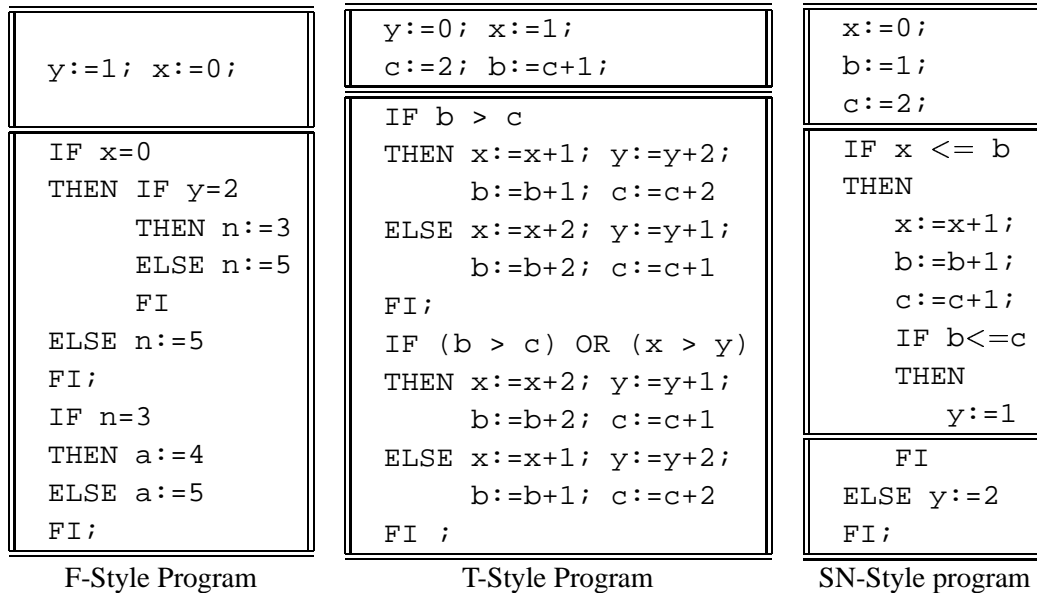 y:=1; x:=0;
IF x=0
THEN IF y=2
THEN n:=3
ELSE n:=5
FI
ELSE n:=5
FI;
IF n=3
THEN a:=4
ELSE a:=5
FI;
F-Style Program
y:=0; x:=1;
c:=2; b:=c+1;
IF b > c
THEN x:=x+1; y:=y+2;
b:=b+1; c:=c+2
ELSE x:=x+2; y:=y+1;
b:=b+2; c:=c+1
FI;
IF (b > c) OR (x > y)
THEN x:=x+2; y:=y+1;
b:=b+2; c:=c+1
ELSE x:=x+1; y:=y+2;
b:=b+1; c:=c+2
FI ;
T-Style Program
x:=0;
b:=1;
c:=2;
IF x <= b
THEN
x:=x+1;
b:=b+1;
c:=c+1;
IF b<=c
THEN
y:=1
FI
ELSE y:=2
FI;
SN-Style program